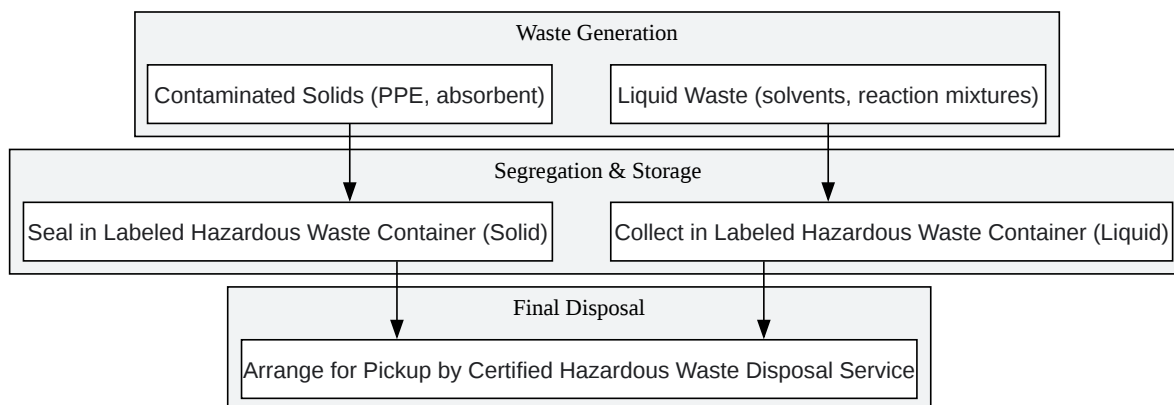 Waste Generation
Contaminated Solids (PPE, absorbent)
Liquid Waste (solvents, reaction mixtures)
Segregation & Storage
Seal in Labeled Hazardous Waste Container (Solid)
Collect in Labeled Hazardous Waste Container (Liquid)
Final Disposal
Arrange for Pickup by Certified Hazardous Waste Disposal Service